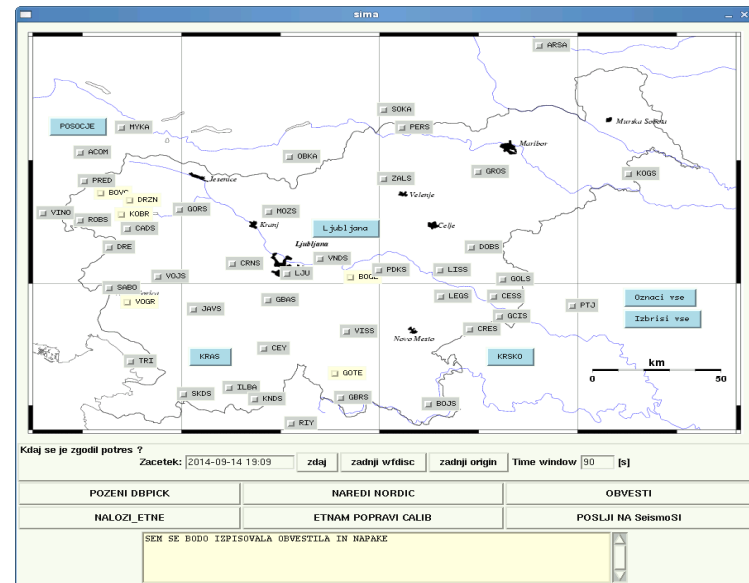 sima
ARSA
SOKA
POSOCJE
MYKA
PERS
Murska Sobota
Maribor
ACOM
OBKA
PRED
Jesenice
ZALS
GROS
KOGS
DRZN
Velenje
VINO
KOBR
GORS
MOZS
ROBS
CADS
Kranj
Ljubljana
Celje
DRE
Ljubljana
DOBS
CRNS
VNDS
VOJS
LJU
PDKS
LISS
GOLS
SABO
VOGR
GBAS
LEGS
CESS
Oznaci vse
JAVS
PTJ
GCIS
Izbrisi vse
VISS
Novo Mesto
CRES
CEY
TRI
KRAS
KRSKO
km
GOTE
0
50
ILBA
SKDS
KNDS
GBRS
BOJS
RIY
Kdaj se je zgodil potres ?
Zacetek: 2014-09-14 19:09 zdaj zadnji wfdisc zadnji origin Time window 90 [s]
POZENI DBPICK NAREDI NORDIC OBVESTI
NALOZI_ETNE ETNAM POPRAVI CALIB POSLJI NA SeismoSI
SEM SE BODO IZPISOVALA OBVESTILA IN NAPAKE